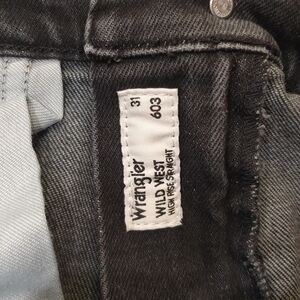 Wrangler 31
WILD WEST 603
HIGH RISE STRAIGHT